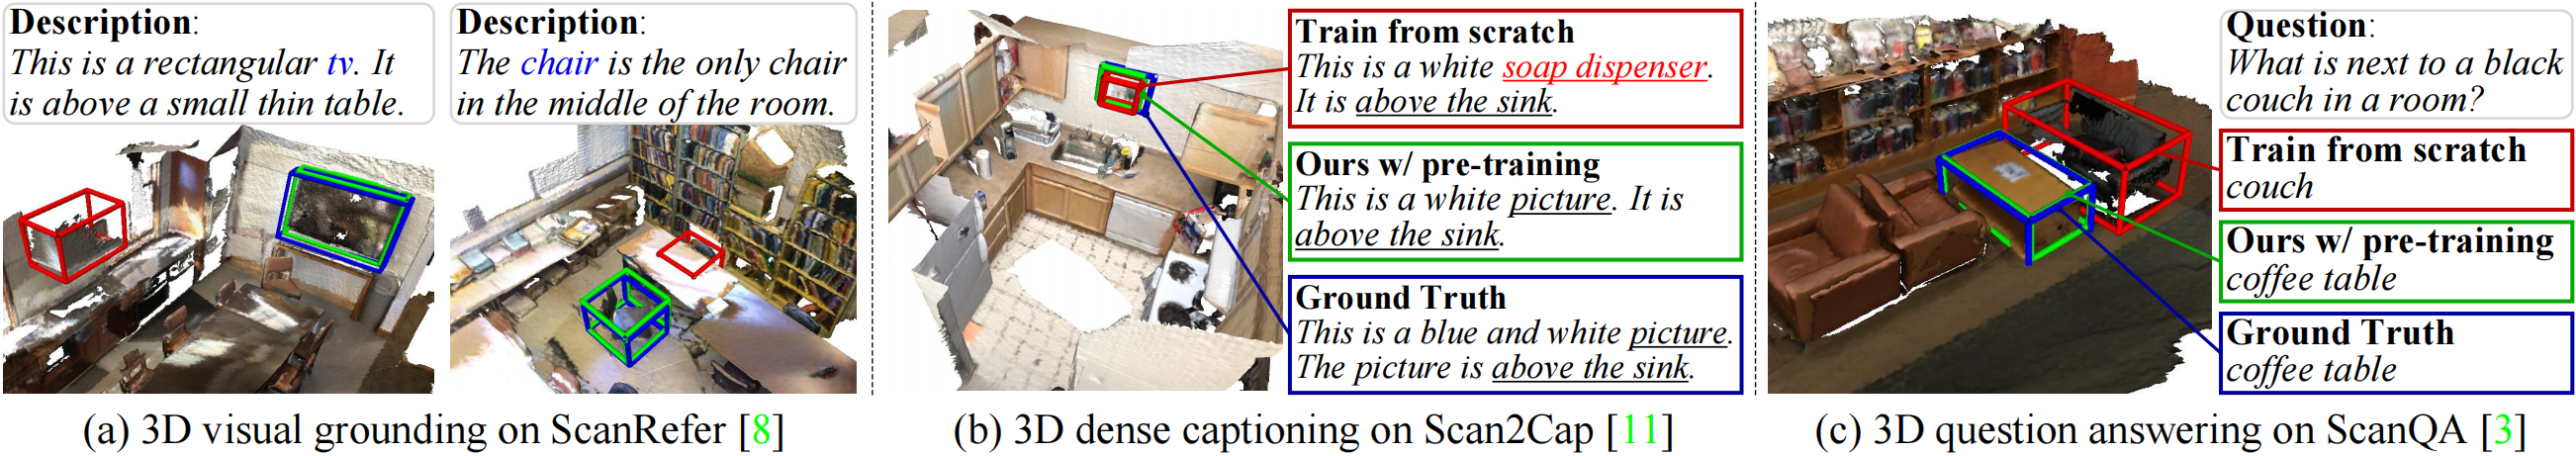 Description:
This is a rectangular tv. It
is above a small thin table.
Description:
The chair is the only chair
in the middle of the room.
(a) 3D visual grounding on ScanRefer [8]
Train from scratch
This is a white soap dispenser.
It is above the sink.
Ours w/ pre-training
This is a white picture. It is
above the sink.
Ground Truth
This is a blue and white picture.
The picture is above the sink.
(b) 3D dense captioning on Scan2Cap [11]
Question:
What is next to a black
couch in a room?
Train from scratch
couch
Ours w/ pre-training
coffee table
Ground Truth
coffee table
(c) 3D question answering on ScanQA [3]